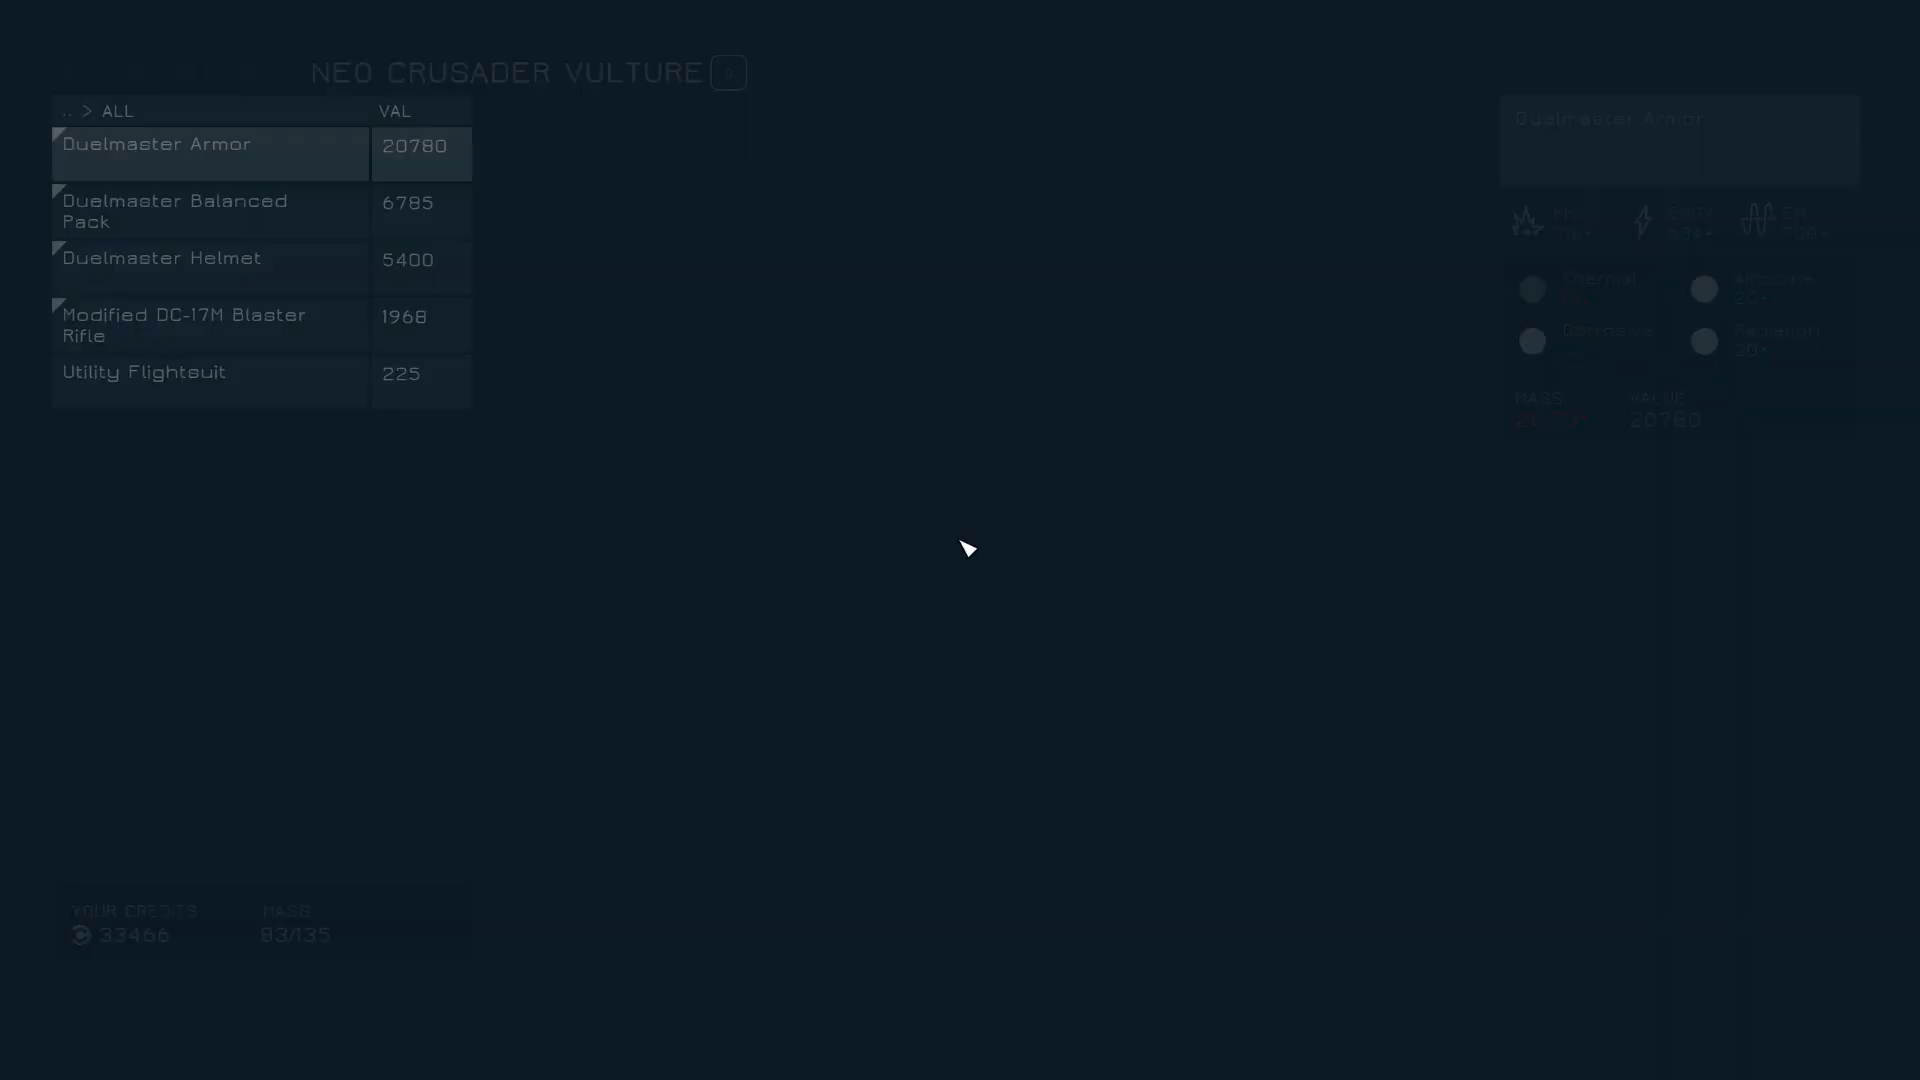 NEO CRUSADER VULTURE
.. > ALL VAL
Duelmaster Armor 20780
Duelmaster Balanced
Pack
6785
Duelmaster Helmet 5400
Modified DC-17M Blaster
Rifle
1968
Utility Flightsuit 225
Duelmaster Armor
Thermal
Airborne
20
Corrosive
Radiation
20
MASS VALUE
20780
YOUR CREDITS MASS
33466 83/135